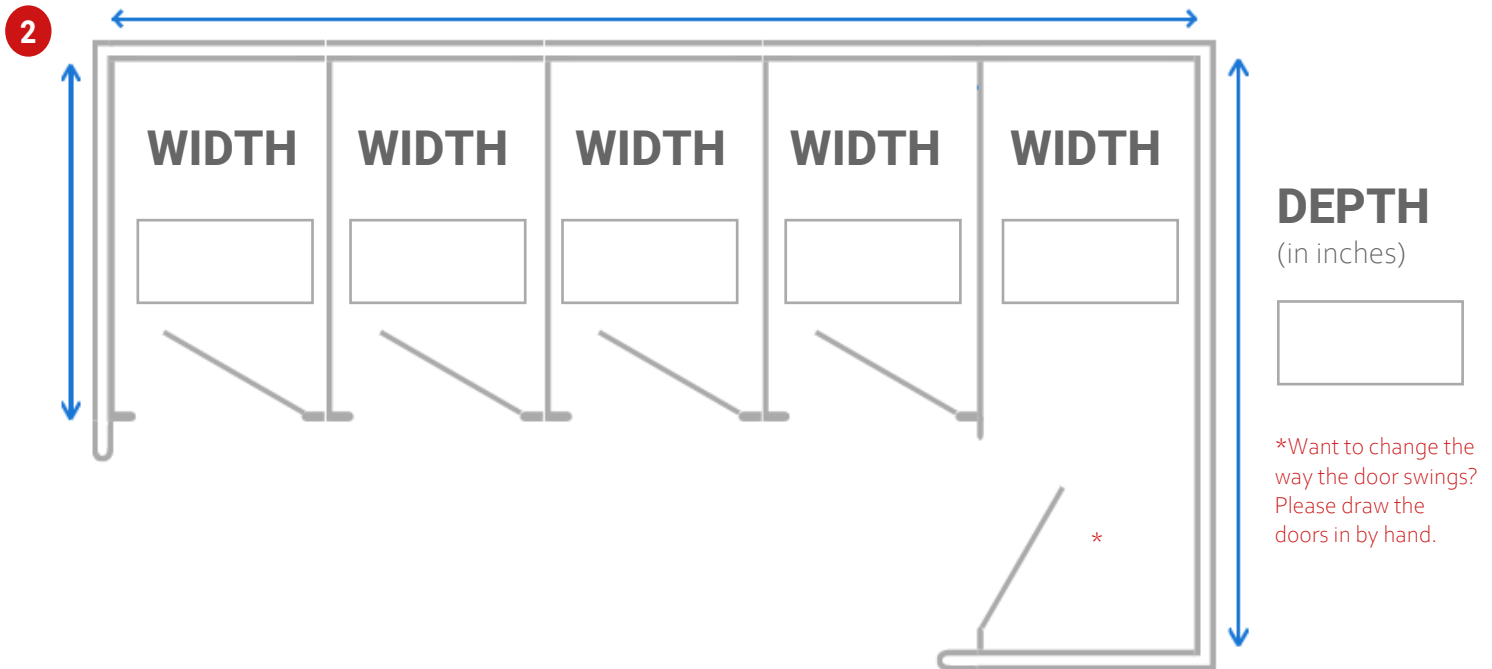 2
WIDTH WIDTH WIDTH WIDTH WIDTH
DEPTH
(in inches)
*Want to change the
way the door swings?
Please draw the
doors in by hand.
*